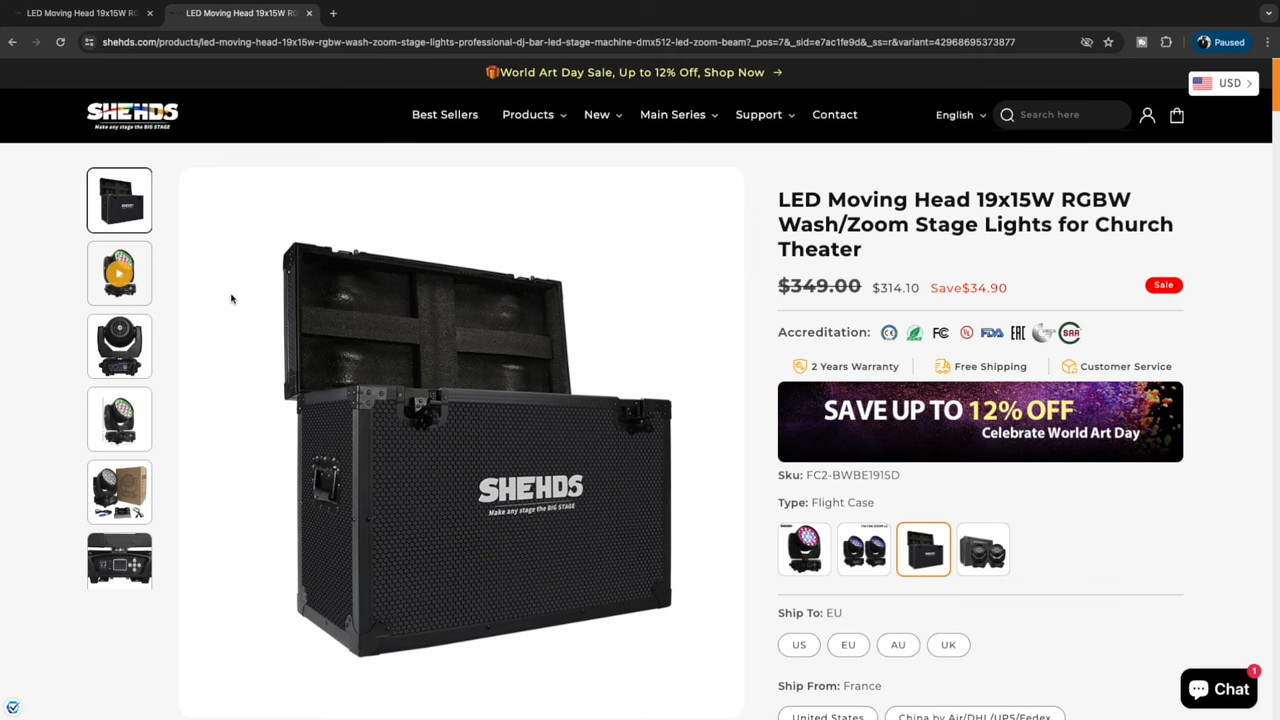 LED Moving Head 19x15W RG
LED Moving Head 19x15W RG
shehds.com/products/led-moving-head-19x15w-rgbw-wash-zoom-stage-lights-professional-dj-bar-led-stage-machine-dmx512-led-zoom-beam?_pos=7&_sid=e7ac1fe9d&_ss=r&variant=42968695373877
Paused
World Art Day Sale, Up to 12% Off, Shop Now →
USD
SHEHDS
Make any stage the BIG STAGE
Best Sellers Products New Main Series Support Contact
English
Search here
LED Moving Head 19x15W RGBW
Wash/Zoom Stage Lights for Church
Theater
$349.00 $314.10 Save$34.90
Sale
Accreditation: CE FC UL FDA EAC SAA
2 Years Warranty Free Shipping Customer Service
SAVE UP TO 12% OFF
Celebrate World Art Day
Sku: FC2-BWBE1915D
Type: Flight Case
SHEHDS
Make any stage the BIG STAGE
Ship To: EU
US EU AU UK
Ship From: France
United States China by Air/DHL/UPS/Fedex
1
Chat